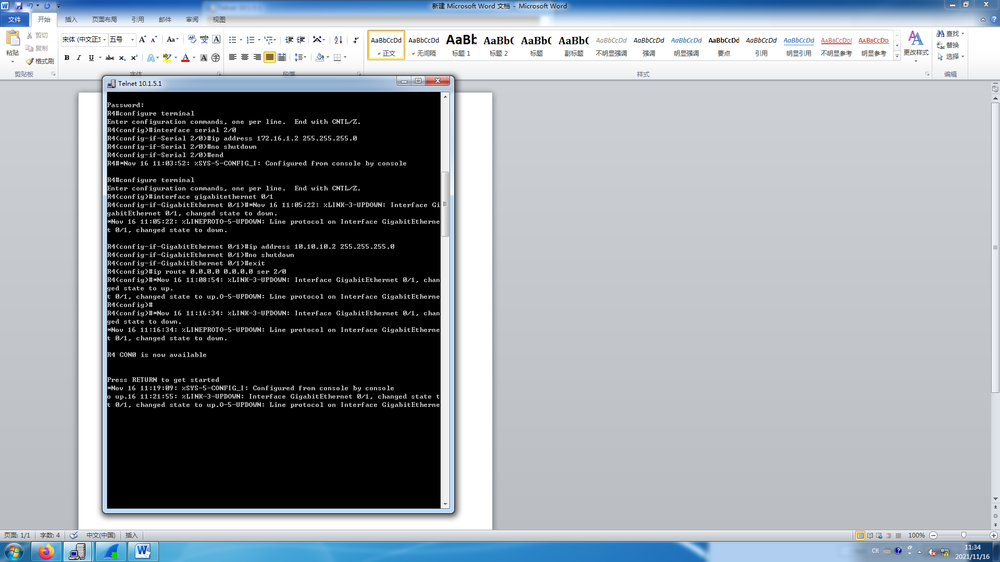 新建 Microsoft Word 文档 - Microsoft Word
文件 开始 插入 页面布局 引用 邮件 审阅 视图
粘贴 剪切 复制 格式刷
剪贴板
宋体 (中文正文 五号
字体
段落
AaBbCcDd AaBbCcDd AaBb AaBbC AaBbC AaBbC AaBbCcDd AaBbCcDd AaBbCcDd AaBbCcDd AaBbCcDd AaBbCcDd AaBbCcDd AaBbCcDd
正文 无间隔 标题 1 标题 2 标题 副标题 不明显强调 强调 明显强调 要点 引用 明显引用 不明显参考 明显参考
更改样式
样式
查找
替换
选择
编辑
Telnet 10.1.5.1
Password:
R4#configure terminal
Enter configuration commands, one per line.  End with CNTL/Z.
R4(config)#interface serial 2/0
R4(config-if-Serial 2/0)#ip address 172.16.1.2 255.255.255.0
R4(config-if-Serial 2/0)#no shutdown
R4(config-if-Serial 2/0)#end
R4#*Nov 16 11:03:52: %SYS-5-CONFIG_I: Configured from console by console
R4#configure terminal
Enter configuration commands, one per line.  End with CNTL/Z.
R4(config)#interface gigabitethernet 0/1
R4(config-if-GigabitEthernet 0/1)#*Nov 16 11:05:22: %LINK-3-UPDOWN: Interface Gi
gabitEthernet 0/1, changed state to down.
*Nov 16 11:05:22: %LINEPROTO-5-UPDOWN: Line protocol on Interface GigabitEtherne
t 0/1, changed state to down.
R4(config-if-GigabitEthernet 0/1)#ip address 10.10.10.2 255.255.255.0
R4(config-if-GigabitEthernet 0/1)#no shutdown
R4(config-if-GigabitEthernet 0/1)#exit
R4(config)#ip route 0.0.0.0 0.0.0.0 ser 2/0
R4(config)#*Nov 16 11:08:54: %LINK-3-UPDOWN: Interface GigabitEthernet 0/1, chan
ged state to up.
t 0/1, changed state to up.O-5-UPDOWN: Line protocol on Interface GigabitEtherne
R4(config)#
R4(config)#*Nov 16 11:16:34: %LINK-3-UPDOWN: Interface GigabitEthernet 0/1, chan
ged state to down.
*Nov 16 11:16:34: %LINEPROTO-5-UPDOWN: Line protocol on Interface GigabitEtherne
t 0/1, changed state to down.
R4 CON0 is now available
Press RETURN to get started
*Nov 16 11:19:09: %SYS-5-CONFIG_I: Configured from console by console
o up.16 11:21:55: %LINK-3-UPDOWN: Interface GigabitEthernet 0/1, changed state t
t 0/1, changed state to up.O-5-UPDOWN: Line protocol on Interface GigabitEtherne
页面: 1/1 字数: 4 中文(中国) 插入
100%
CH
11:34
2021/11/16